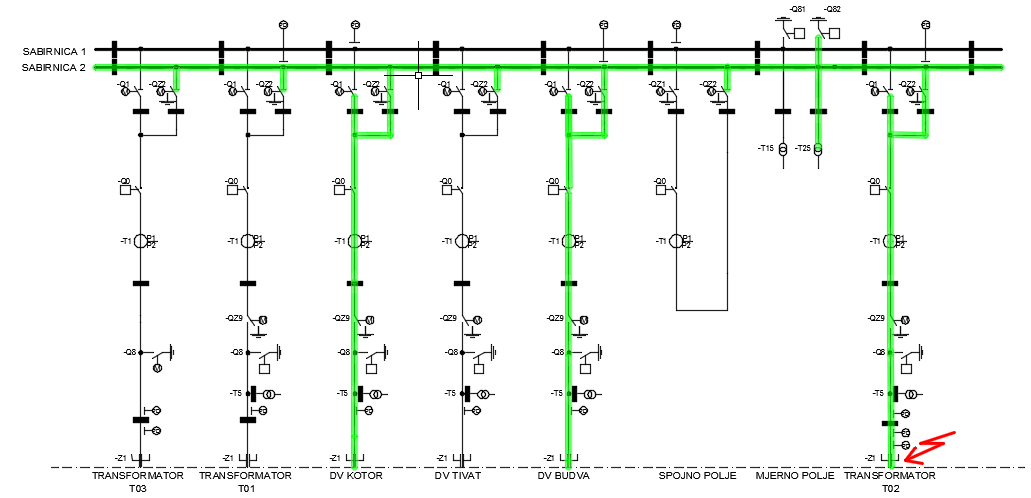 -Q81 -Q82
SABIRNICA 1
SABIRNICA 2
-Q1 -QZ2 -Q1 -QZ2 -Q1 -QZ2 -Q1 -QZ2 -Q1 -QZ2 -QZ1 -QZ2 -Q1 -QZ2
-T15 -T25
-Q0 -Q0 -Q0 -Q0 -Q0 -Q0 -Q0
-T1 P1 -T1 P1 -T1 P1 -T1 P1 -T1 P1 -T1 P1 -T1 P1
P2 P2 P2 P2 P2 P2 P2
-QZ9 -QZ9 -QZ9 -QZ9 -QZ9
-Q8 -Q8 -Q8 -Q8 -Q8 -Q8
M
-T5 -T5 -T5 -T5 -T5
-Z1 -Z1 -Z1 -Z1 -Z1 -Z1
TRANSFORMATOR TRANSFORMATOR DV KOTOR DV TIVAT DV BUDVA SPOJNO POLJE MJERNO POLJE TRANSFORMATOR
T03 T01 T02